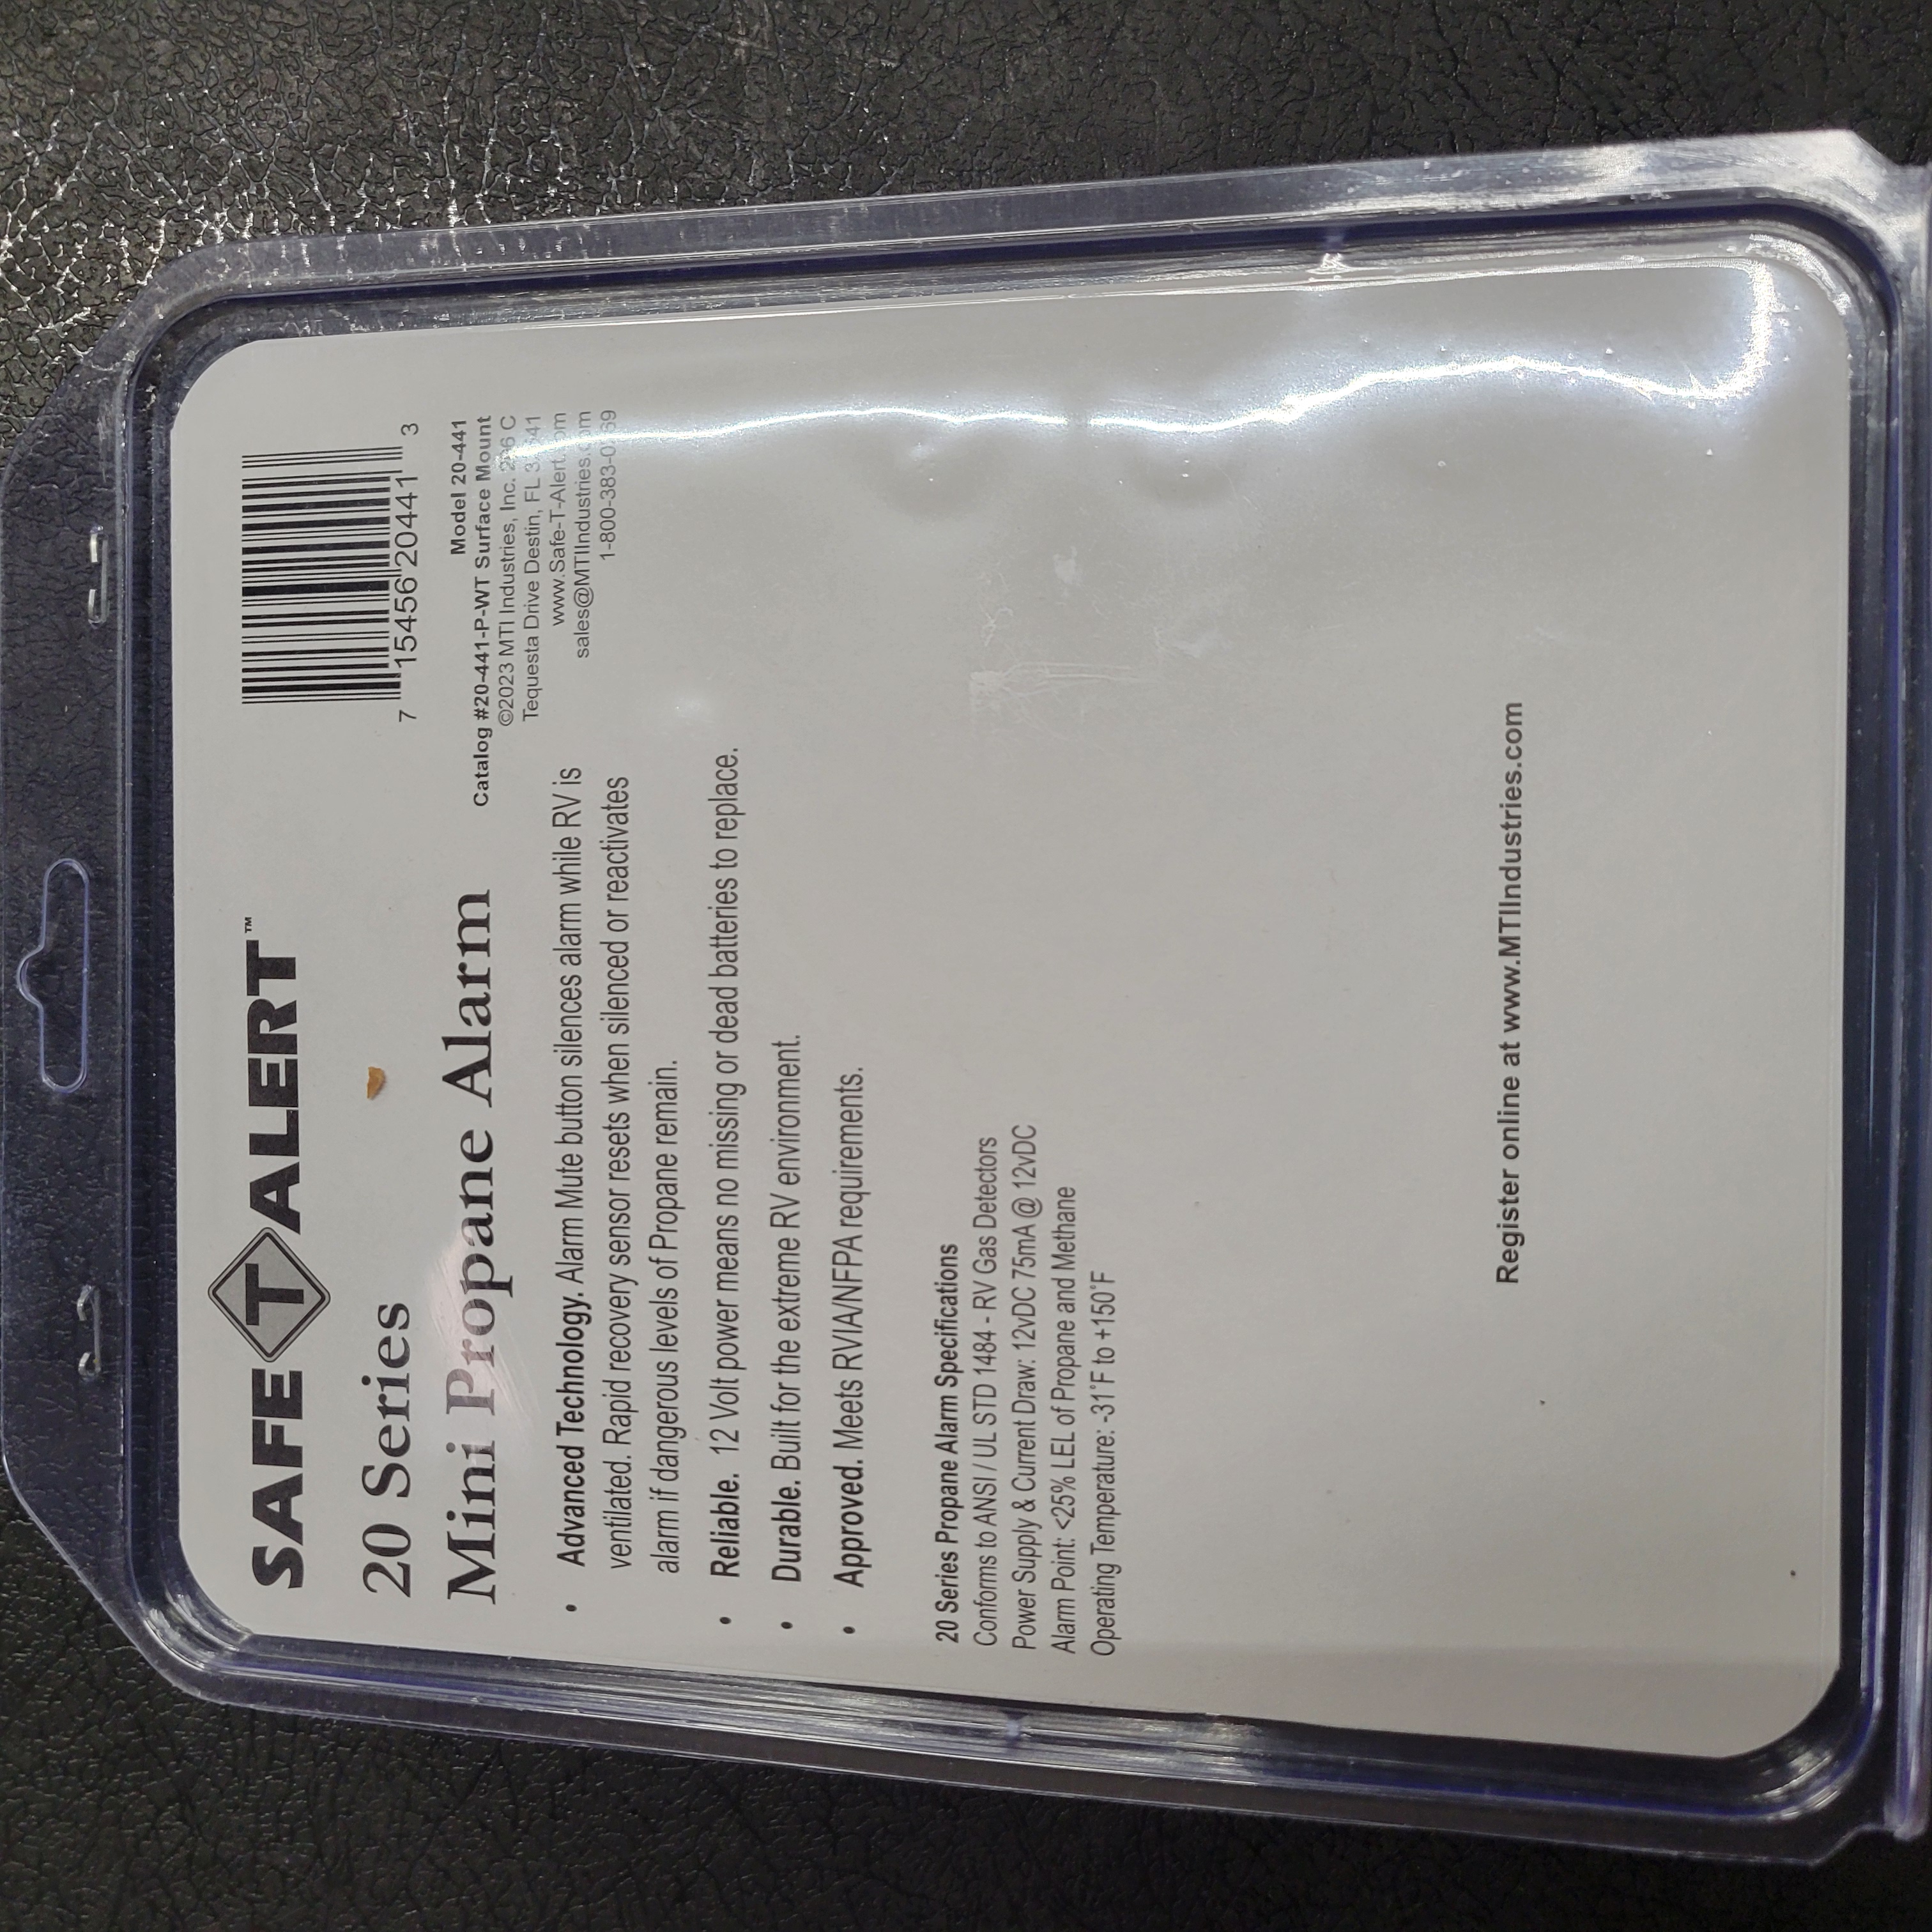 SAFE T ALERT™
20 Series
Mini Propane Alarm
7 15456 20441 3
Model 20-441
Catalog #20-441-P-WT Surface Mount
©2023 MTI Industries, Inc. C
Tequesta Drive Destin, FL
www.Safe-T-Alert.com
sales@MTIIndustries.com
1-800-383-0269
• Advanced Technology. Alarm Mute button silences alarm while RV is
ventilated. Rapid recovery sensor resets when silenced or reactivates
alarm if dangerous levels of Propane remain.
• Reliable. 12 Volt power means no missing or dead batteries to replace.
• Durable. Built for the extreme RV environment.
• Approved. Meets RVIA/NFPA requirements.
20 Series Propane Alarm Specifications
Conforms to ANSI / UL STD 1484 - RV Gas Detectors
Power Supply & Current Draw: 12vDC 75mA @ 12vDC
Alarm Point: <25% LEL of Propane and Methane
Operating Temperature: -31°F to +150°F
Register online at www.MTIIndustries.com